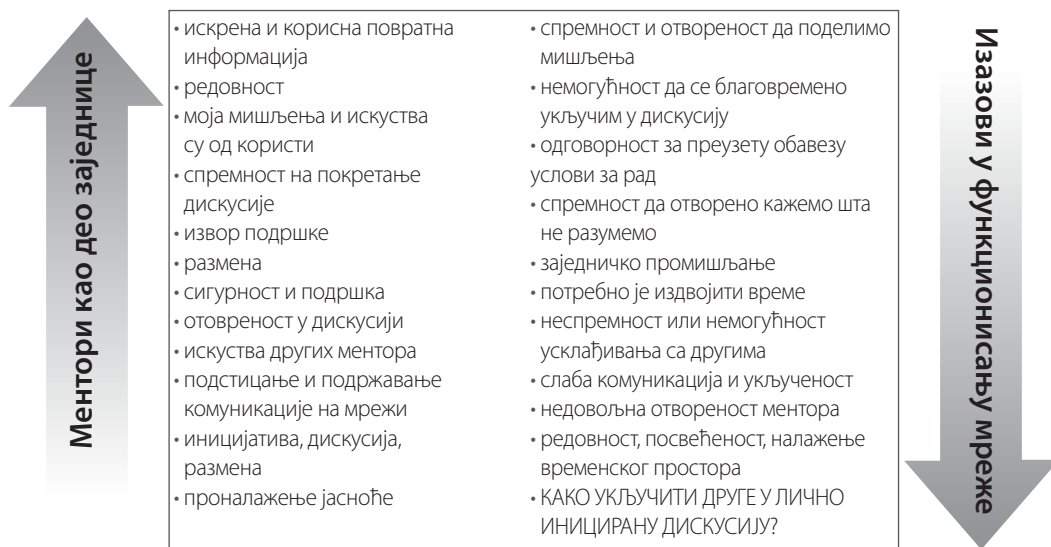 Ментори као део заједнице
• искрена и корисна повратна
информација
• редовност
• моја мишљења и искуства
су од користи
• спремност на покретање
дискусије
• извор подршке
• размена
• сигурност и подршка
• отовреност у дискусији
• искуства других ментора
• подстицање и подржавање
комуникације на мрежи
• иницијатива, дискусија,
размена
• проналажење јасноће
• спремност и отвореност да поделимо
мишљења
• немогућност да се благовремено
укључим у дискусију
• одговорност за преузету обавезу
услови за рад
• спремност да отворено кажемо шта
не разумемо
• заједничко промишљање
• потребно је издвојити време
• неспремност или немогућност
усклађивања са другима
• слаба комуникација и укљученост
• недовољна отвореност ментора
• редовност, посвећеност, налажење
временског простора
• КАКО УКЉУЧИТИ ДРУГЕ У ЛИЧНО
ИНИЦИРАНУ ДИСКУСИЈУ?
Изазови у функционисању мреже